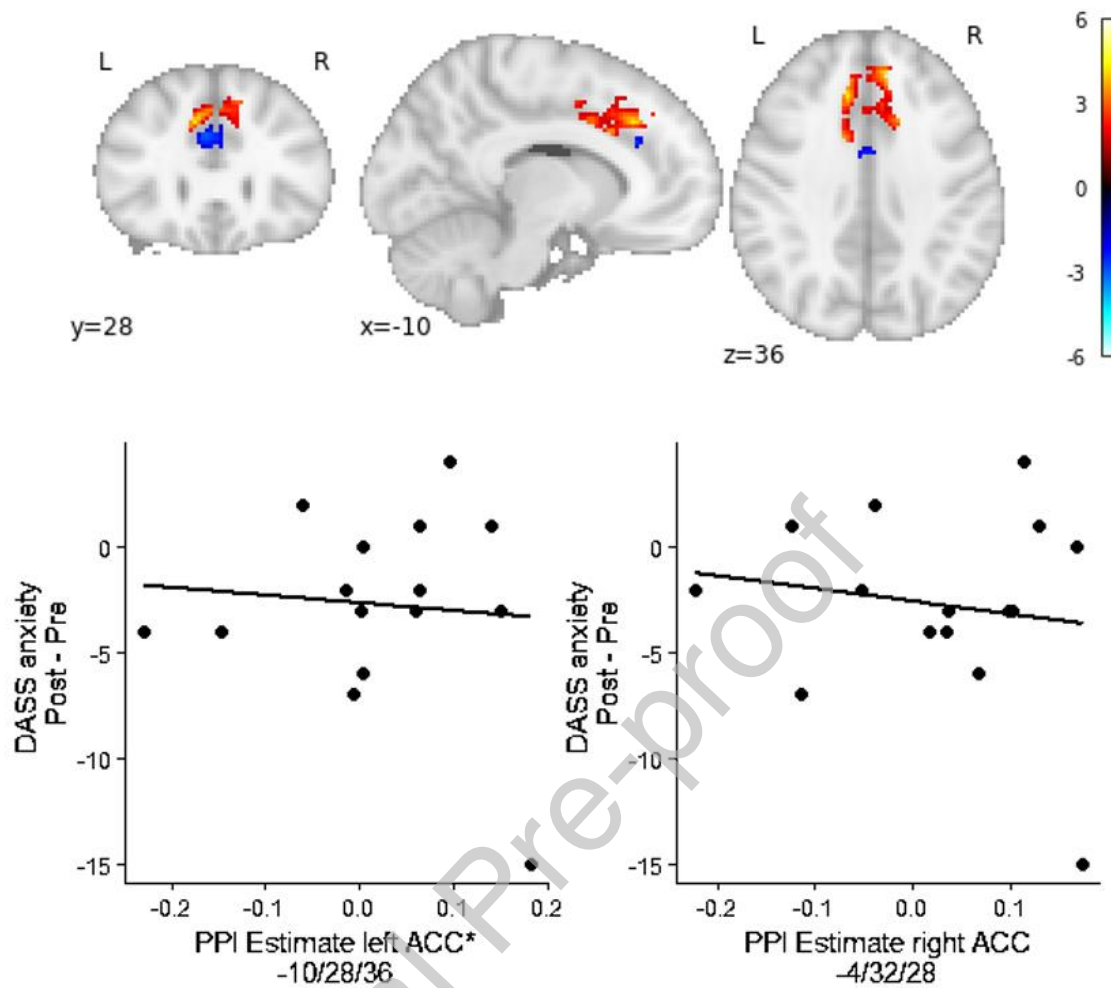 L R
L R
6
3
0
-3
-6
y=28
x=-10
z=36
DASS anxiety
Post - Pre
0
-5
-10
-15
-0.2 -0.1 0.0 0.1 0.2
PPI Estimate left ACC*
-10/28/36
DASS anxiety
Post - Pre
0
-5
-10
-15
-0.2 -0.1 0.0 0.1
PPI Estimate right ACC
-4/32/28
Pre-proof